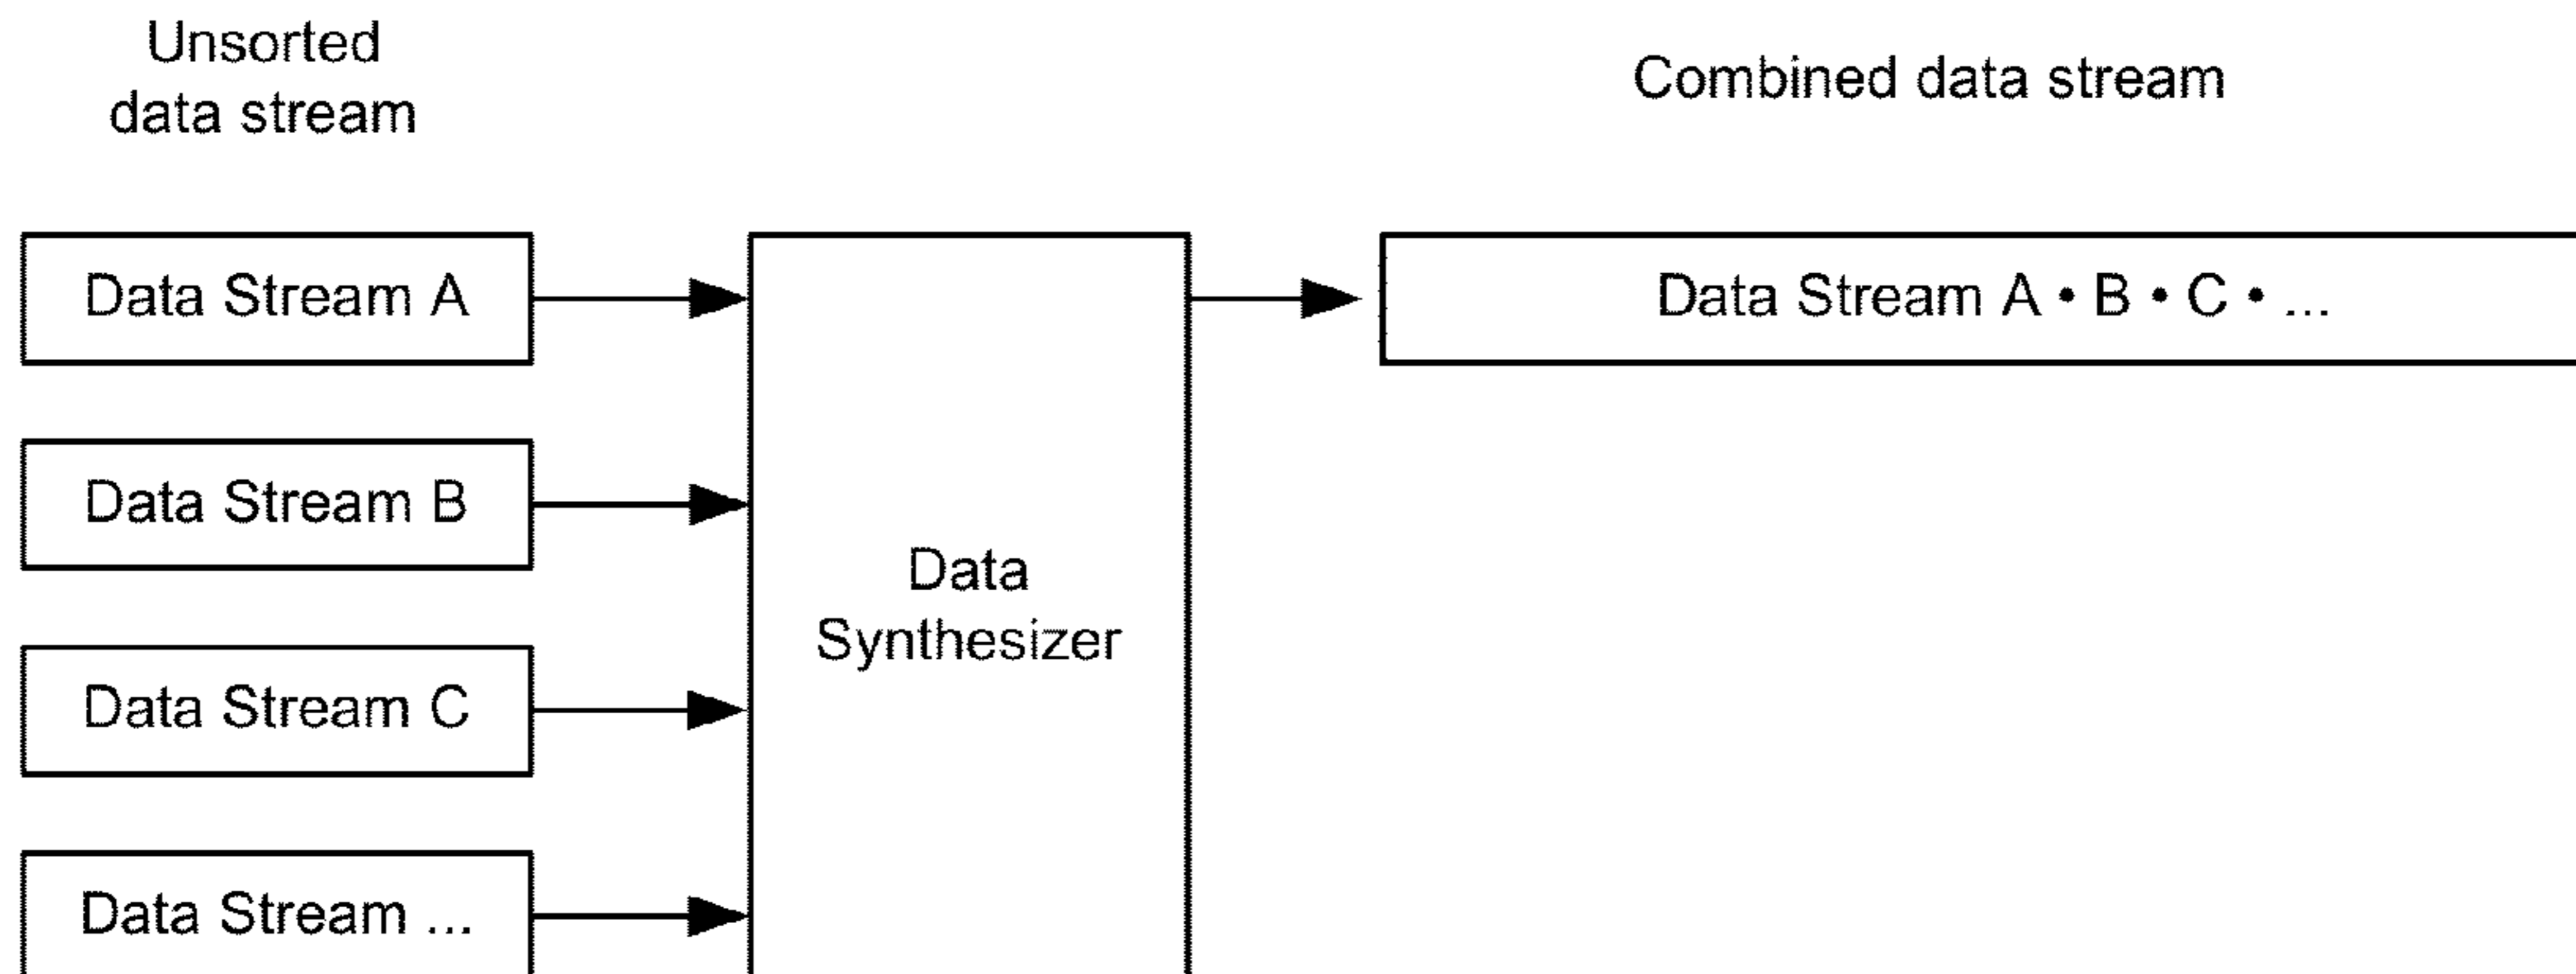 Unsorted
data stream
Combined data stream
Data Stream A
Data Stream A • B • C • ...
Data Stream B
Data
Synthesizer
Data Stream C
Data Stream ...